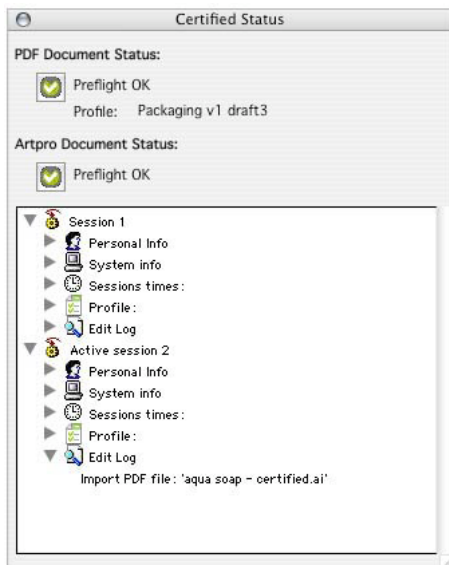 Certified Status
PDF Document Status:
Preflight OK
Profile: Packaging v1 draft3
Artpro Document Status:
Preflight OK
Session 1
Personal Info
System info
Sessions times:
Profile:
Edit Log
Active session 2
Personal Info
System info
Sessions times:
Profile:
Edit Log
Import PDF file: 'aqua soap - certified.ai'